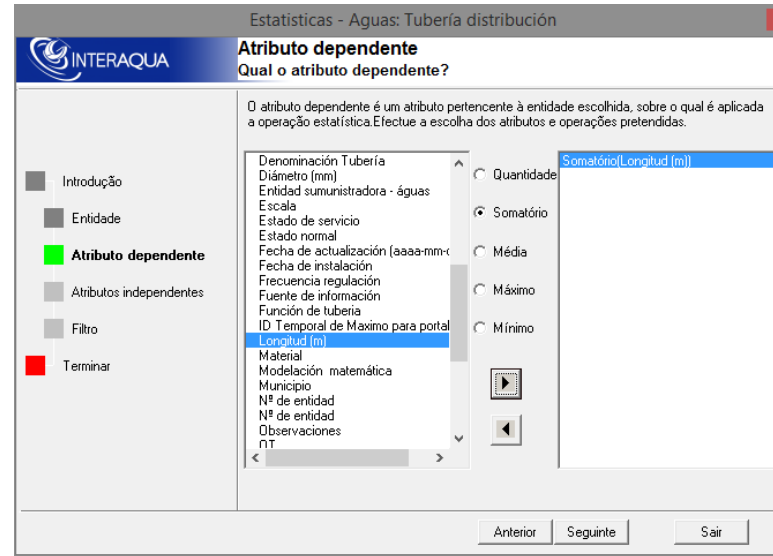 Estatisticas - Aguas: Tubería distribución
INTERAQUA
Atributo dependente
Qual o atributo dependente?
O atributo dependente é um atributo pertencente à entidade escolhida, sobre o qual é aplicada
a operação estatística.Efectue a escolha dos atributos e operações pretendidas.
Introdução
Entidade
Atributo dependente
Atributos independentes
Filtro
Terminar
Denominación Tubería
Diámetro (mm)
Entidad sumunistradora - águas
Escala
Estado de servicio
Estado normal
Fecha de actualización (aaaa-mm-
Fecha de instalación
Frecuencia regulación
Fuente de información
Función de tuberia
ID Temporal de Maximo para portal
Longitud (m)
Material
Modelación matemática
Municipio
Nº de entidad
Nº de entidad
Observaciones
OT
Quantidade
Somatório
Média
Máximo
Mínimo
Somatório(Longitud (m))
Anterior
Seguinte
Sair